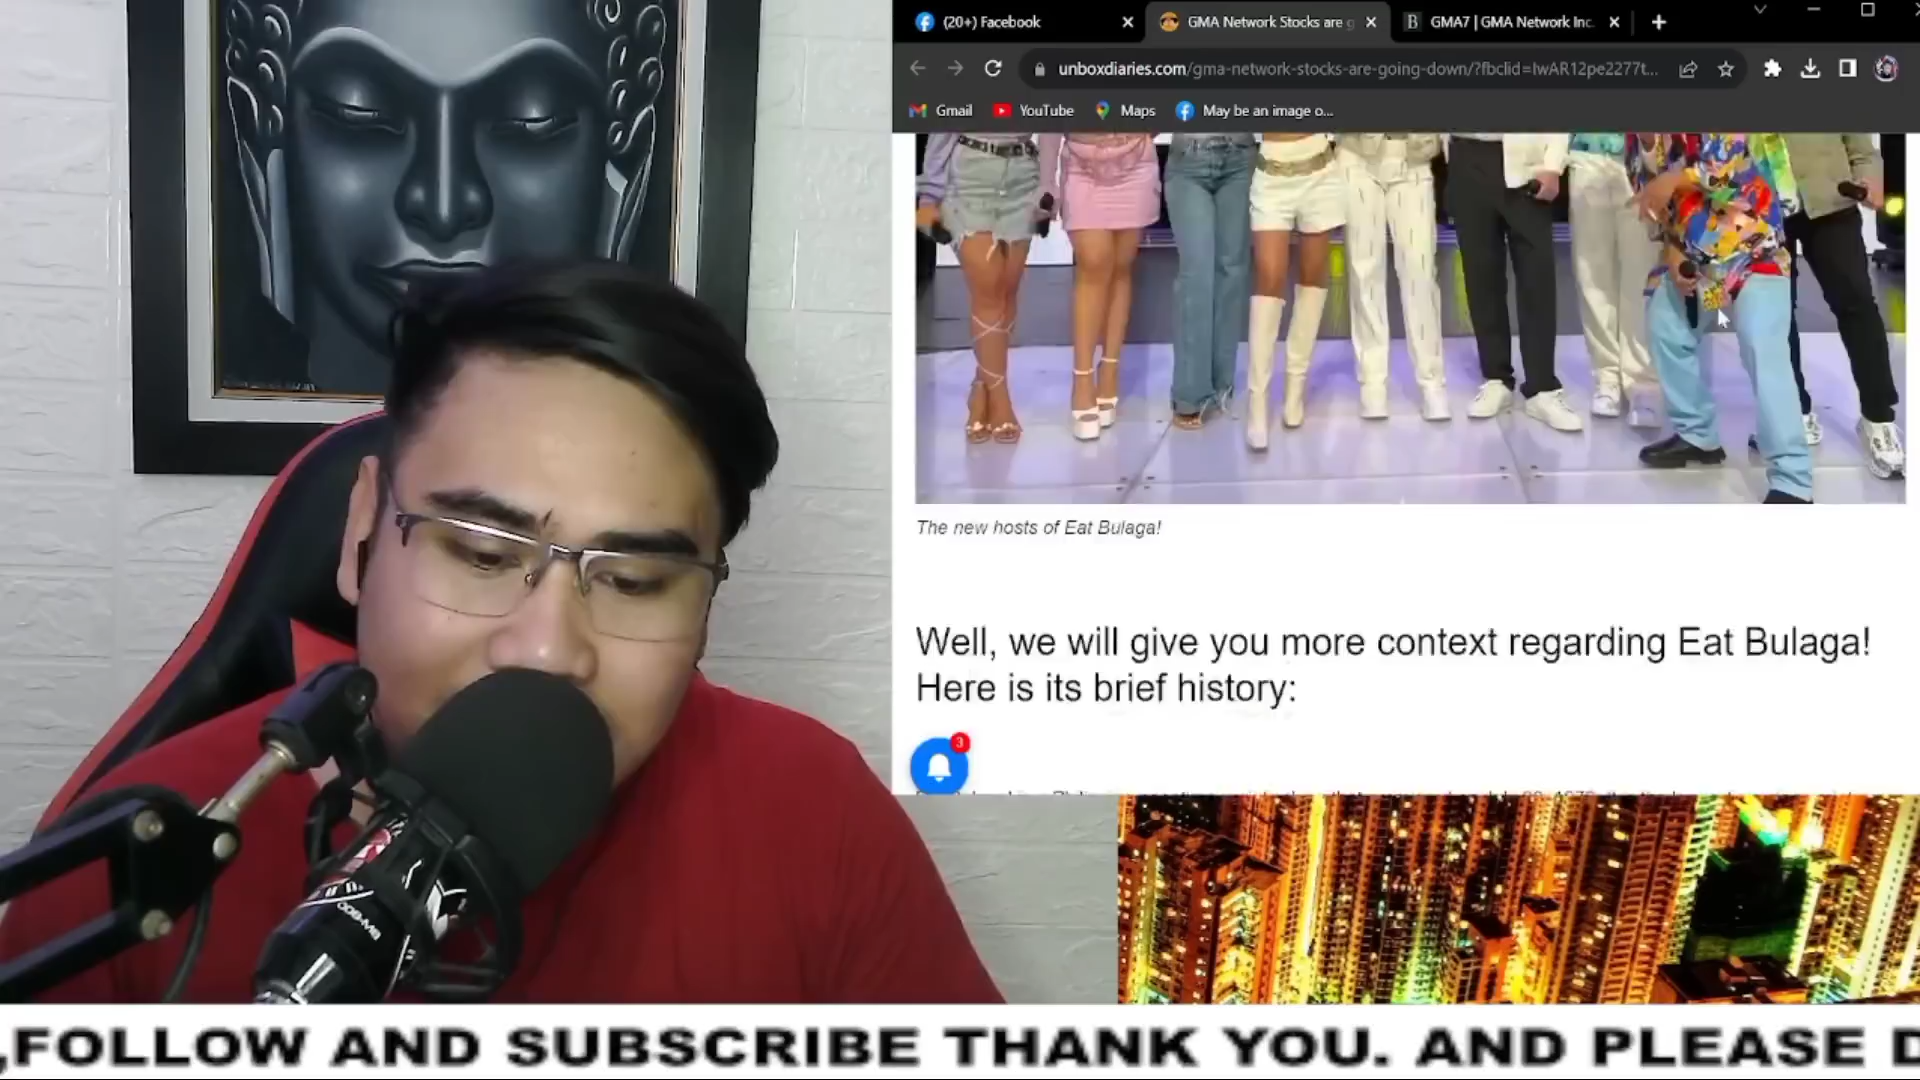 (20+) Facebook
GMA Network Stocks are g
GMA7 | GMA Network Inc.
unboxdiaries.com/gma-network-stocks-are-going-down/?fbclid=IwAR12pe2277t...
Gmail
YouTube
Maps
May be an image o...
The new hosts of Eat Bulaga!
Well, we will give you more context regarding Eat Bulaga!
Here is its brief history:
3
,FOLLOW AND SUBSCRIBE THANK YOU. AND PLEASE D